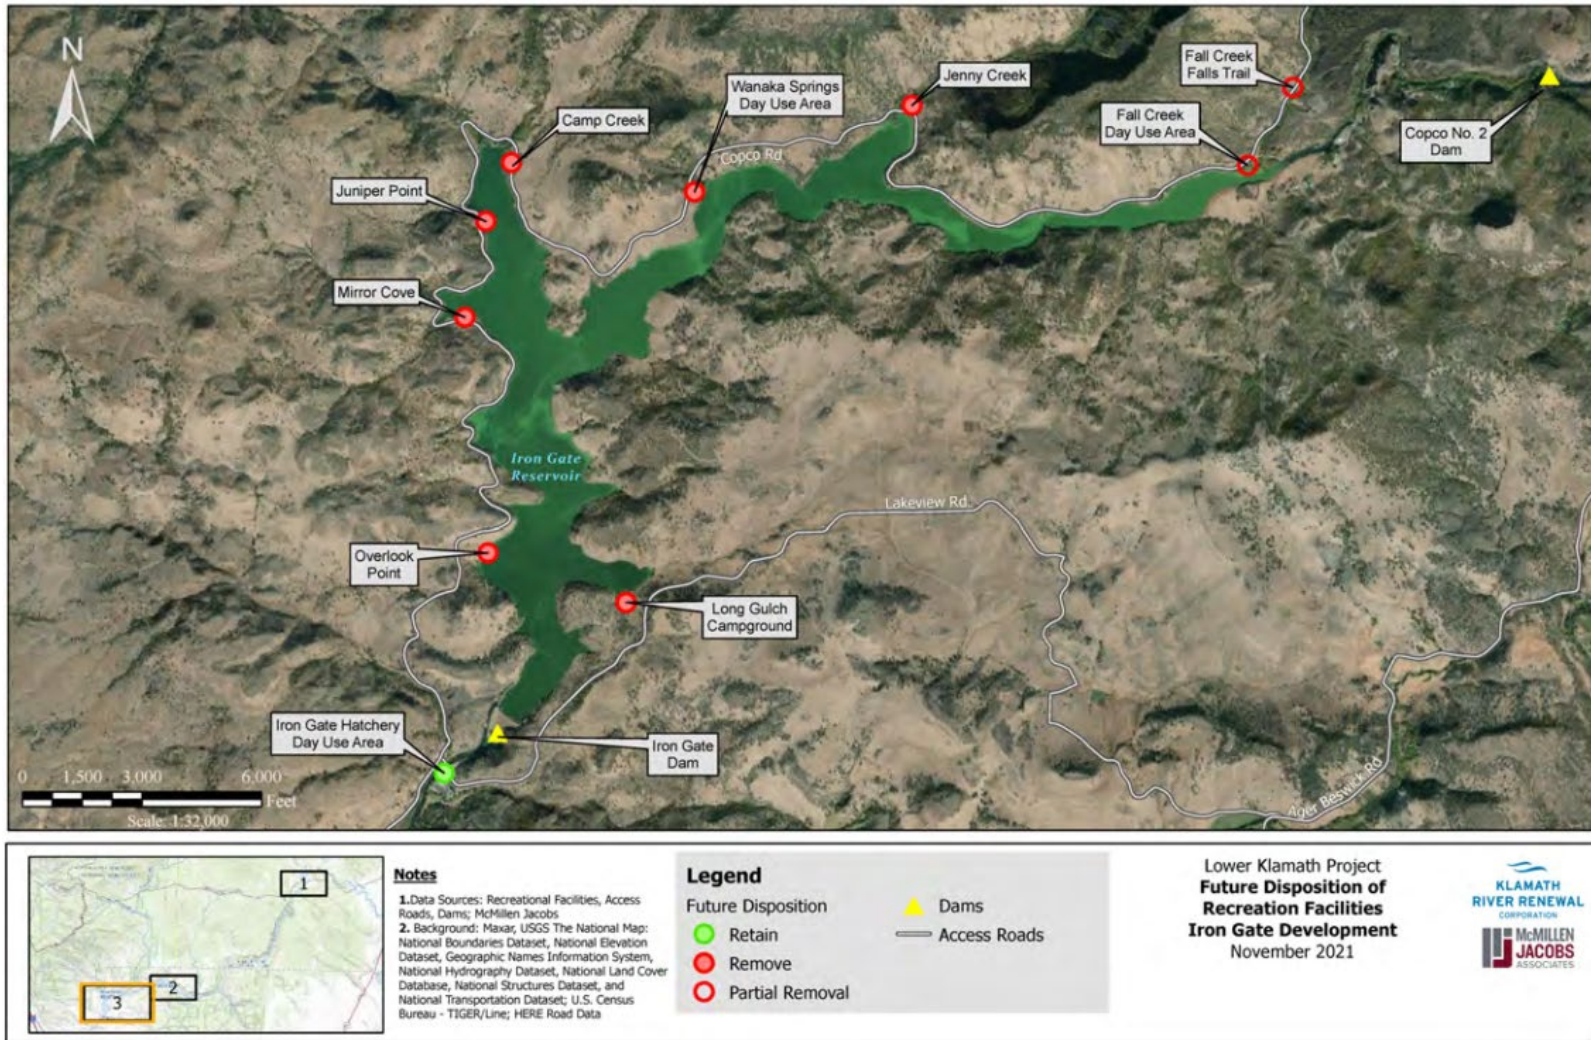 N
Camp Creek
Wanaka Springs
Day Use Area
Jenny Creek
Fall Creek
Falls Trail
Fall Creek
Day Use Area
Copco No. 2
Dam
Copco Rd
Juniper Point
Mirror Cove
Iron Gate
Reservoir
Lakeview Rd
Overlook
Point
Long Gulch
Campground
Iron Gate Hatchery
Day Use Area
Iron Gate
Dam
Ager Beswick Rd
0 1,500 3,000 6,000
Feet
Scale: 1:32,000
1
2
3
Notes
1.Data Sources: Recreational Facilities, Access
Roads, Dams; McMillen Jacobs
2. Background: Maxar, USGS The National Map:
National Boundaries Dataset, National Elevation
Dataset, Geographic Names Information System,
National Hydrography Dataset, National Land Cover
Database, National Structures Dataset, and
National Transportation Dataset; U.S. Census
Bureau - TIGER/Line; HERE Road Data
Legend
Future Disposition
Retain
Remove
Partial Removal
Dams
Access Roads
Lower Klamath Project
Future Disposition of
Recreation Facilities
Iron Gate Development
November 2021
KLAMATH
RIVER RENEWAL
CORPORATION
McMILLEN
JACOBS
ASSOCIATES